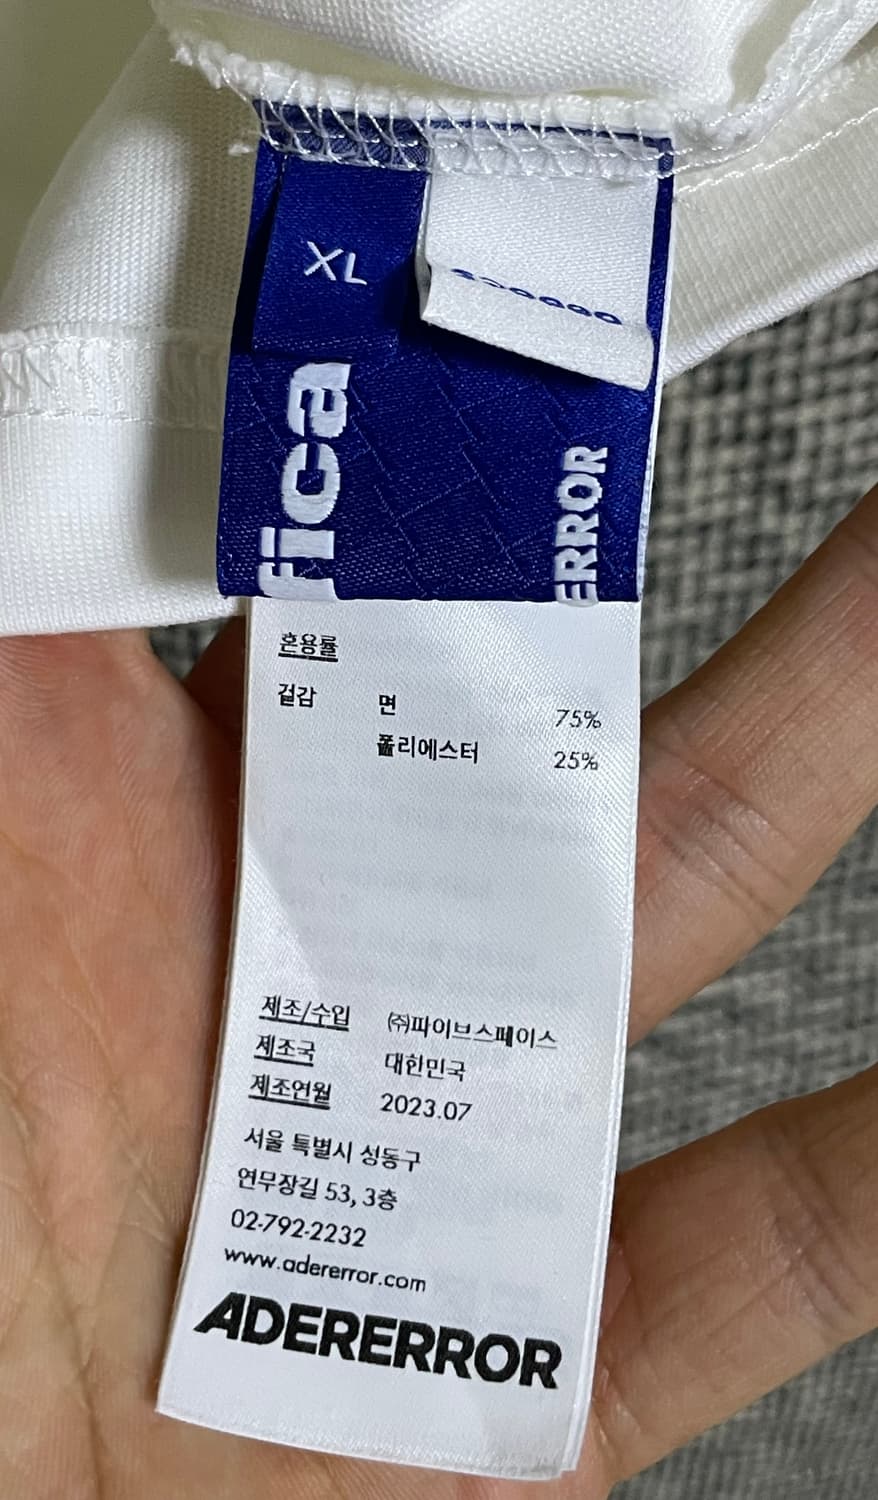 XL
fica
ERROR
혼용률
겉감 면 75%
폴리에스터 25%
제조/수입 ㈜파이브스페이스
제조국 대한민국
제조연월 2023.07
서울 특별시 성동구
연무장길 53, 3층
02-792-2232
www.adererror.com
ADERERROR